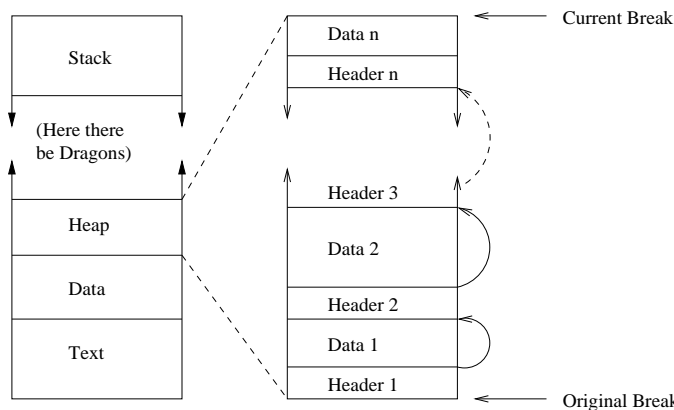 Stack
(Here there
be Dragons)
Heap
Data
Text
Data n
Header n
Header 3
Data 2
Header 2
Data 1
Header 1
Current Break
Original Break